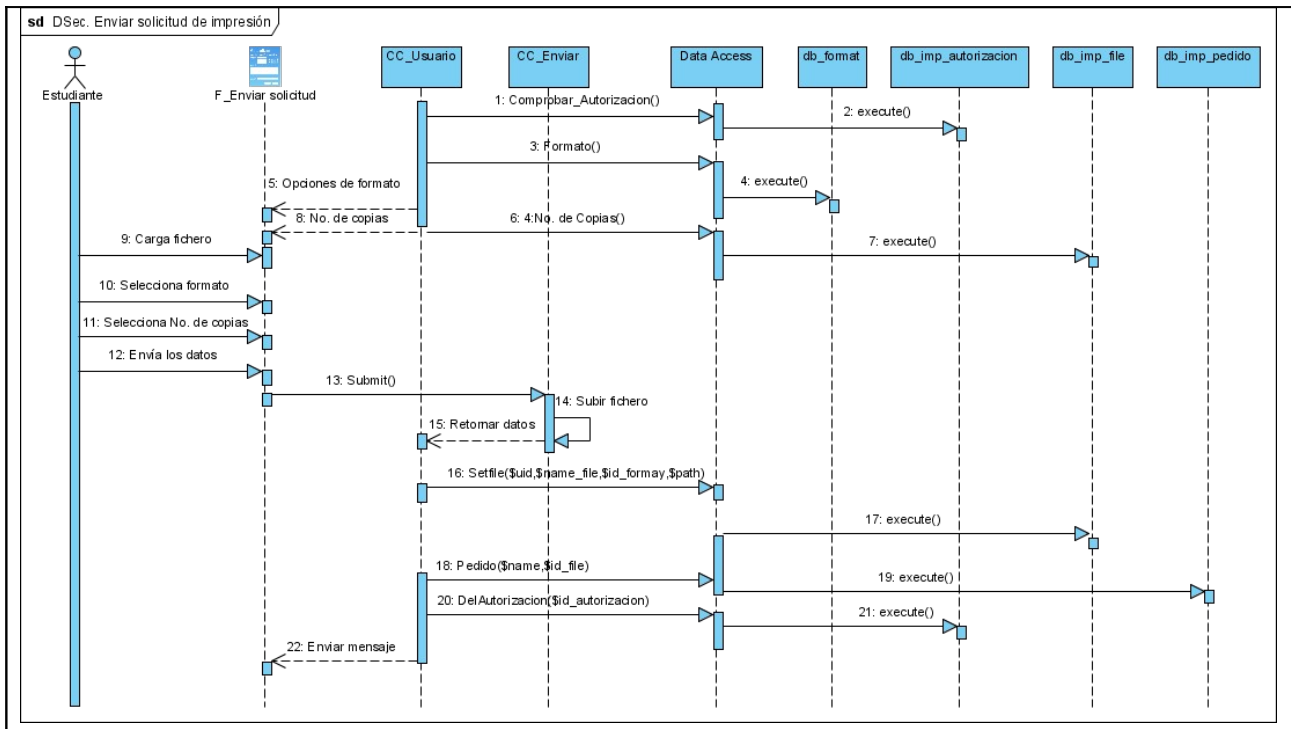 sd DSec. Enviar solicitud de impresión
Estudiante
F_Enviar solicitud
CC_Usuario
CC_Enviar
Data Access
db_format
db_imp_autorizacion
db_imp_file
db_imp_pedido
1: Comprobar_Autorizacion()
2: execute()
3: Formato()
4: execute()
5: Opciones de formato
8: No. de copias
6: 4:No. de Copias()
7: execute()
9: Carga fichero
10: Selecciona formato
11: Selecciona No. de copias
12: Envía los datos
13: Submit()
14: Subir fichero
15: Retornar datos
16: Setfile($uid,$name_file,$id_formay,$path)
17: execute()
18: Pedido($name,$id_file)
19: execute()
20: DelAutorizacion($id_autorizacion)
21: execute()
22: Enviar mensaje